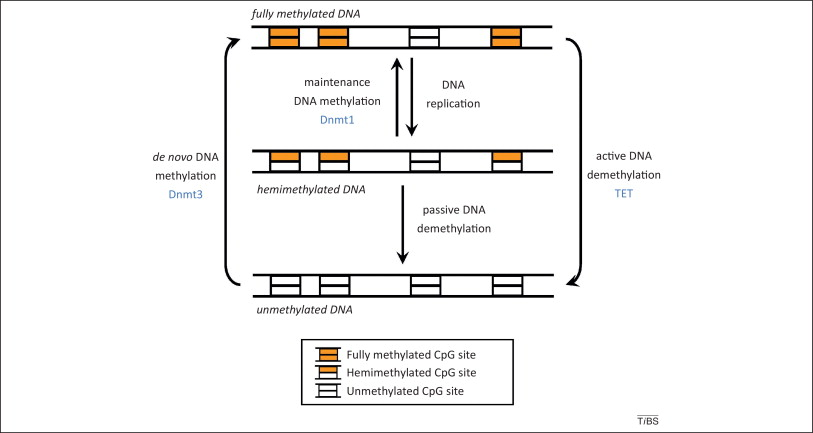 fully methylated DNA
maintenance
DNA methylation
Dnmt1
DNA
replication
de novo DNA
methylation
Dnmt3
active DNA
demethylation
TET
hemimethylated DNA
passive DNA
demethylation
unmethylated DNA
Fully methylated CpG site
Hemimethylated CpG site
Unmethylated CpG site
TiBS